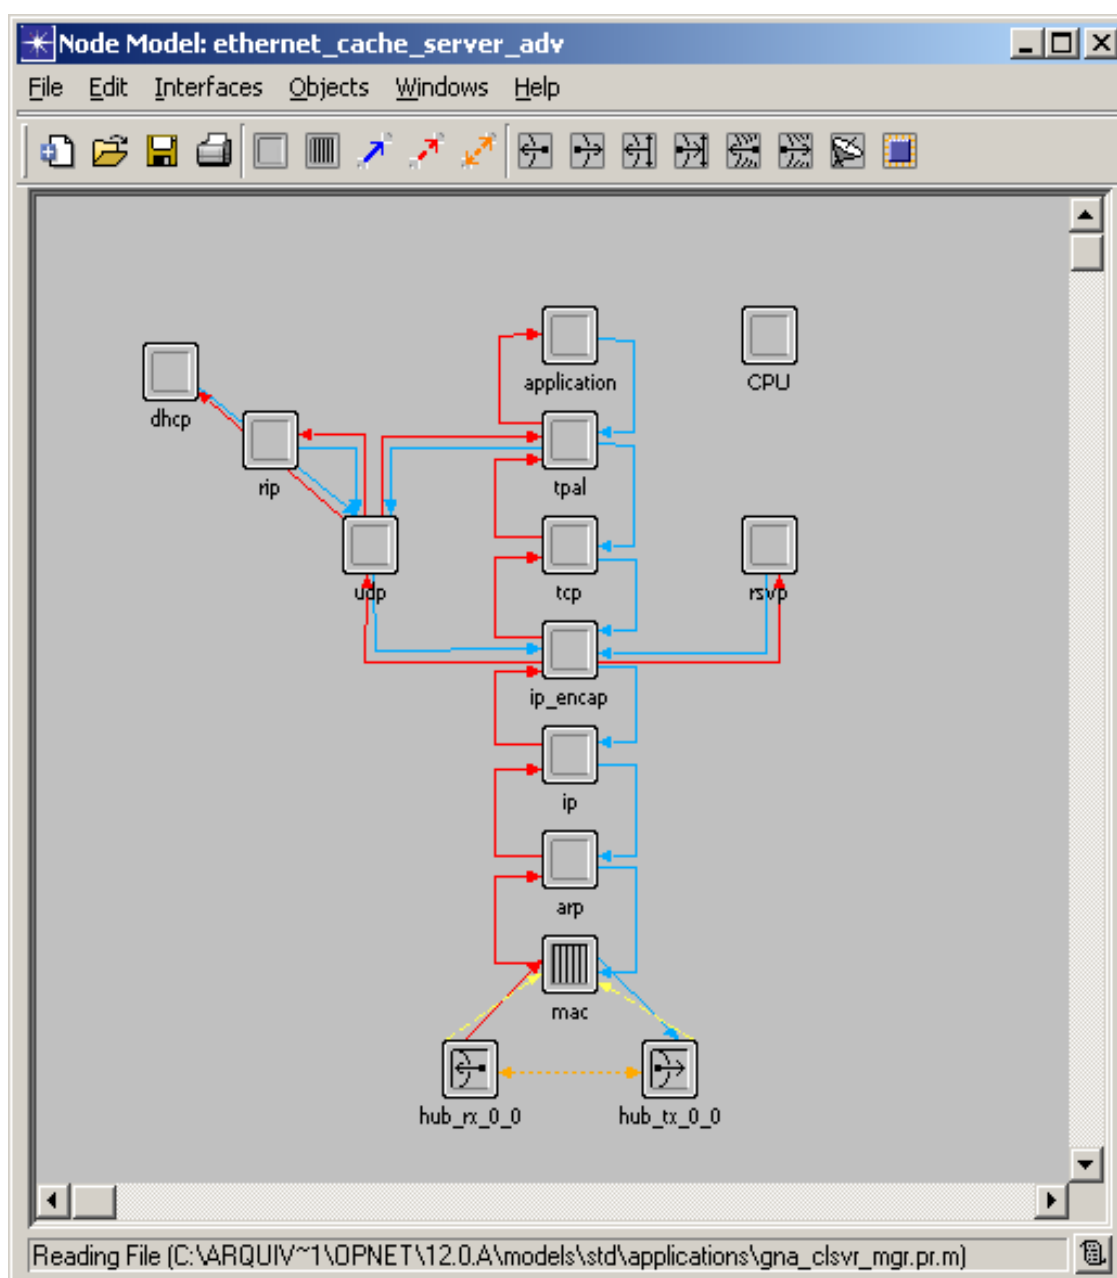 Node Model: ethernet_cache_server_adv
File Edit Interfaces Objects Windows Help
application
CPU
dhcp
rip
tpal
udp
tcp
rsvp
ip_encap
ip
arp
mac
hub_rx_0_0
hub_tx_0_0
Reading File (C:\ARQUIV~1\OPNET\12.0.A\models\std\applications\gna_clsvr_mgr.pr.m)